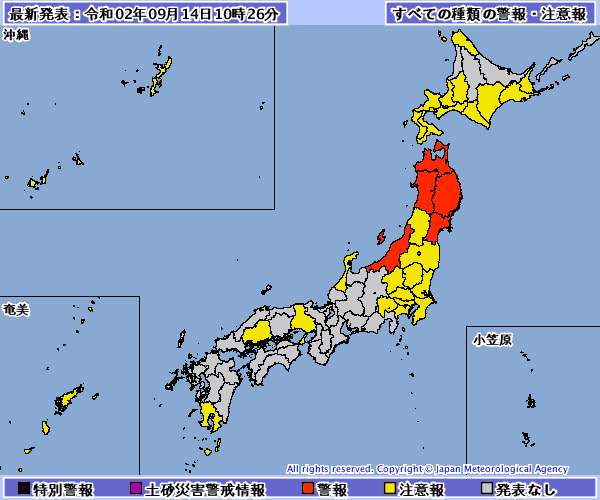 最新発表：令和02年09月14日10時26分
すべての種類の警報・注意報
沖縄
奄美
小笠原
All rights reserved. Copyright © Japan Meteorological Agency
特別警報 土砂災害警戒情報 警報 注意報 発表なし